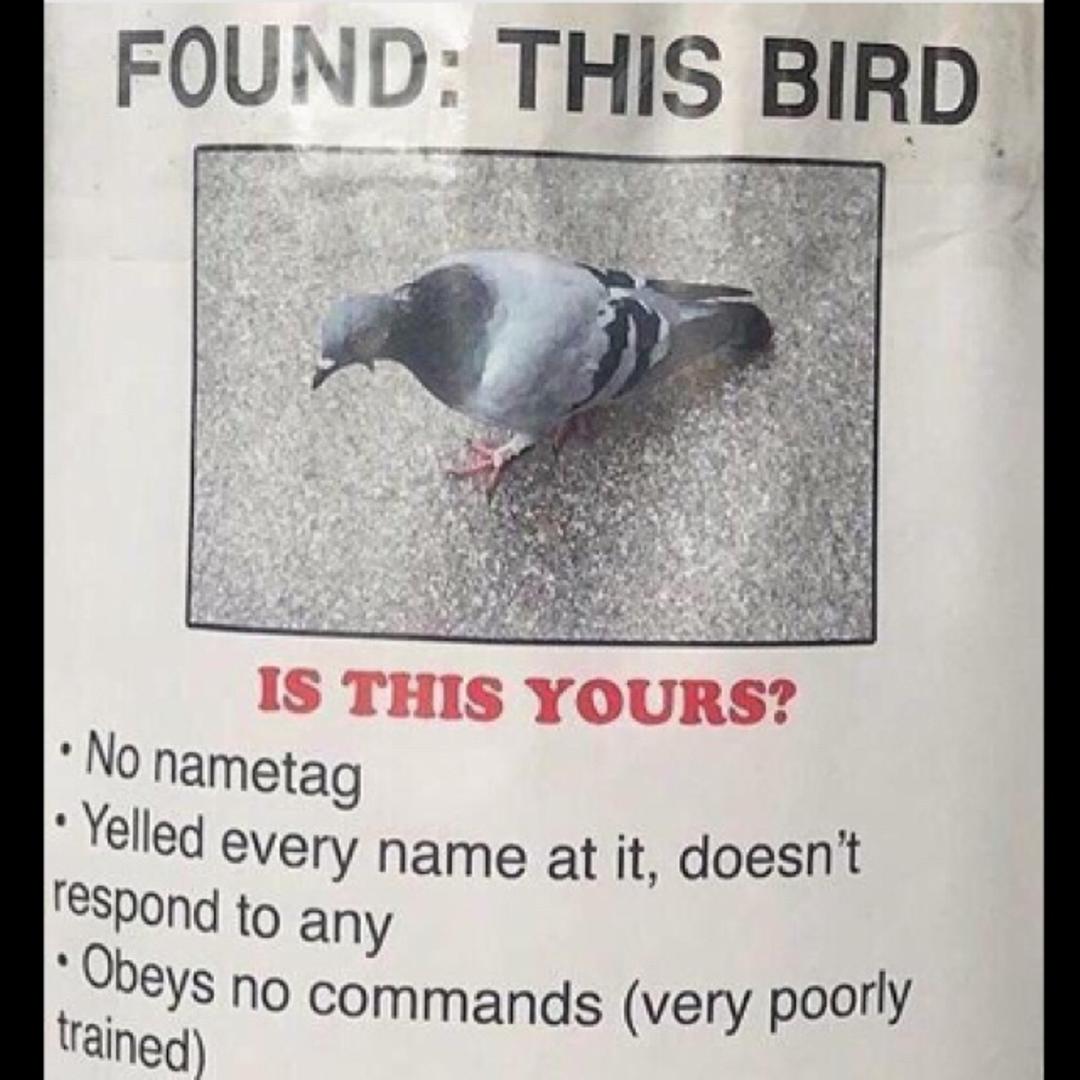 FOUND: THIS BIRD
IS THIS YOURS?
• No nametag
• Yelled every name at it, doesn't
respond to any
• Obeys no commands (very poorly
trained)